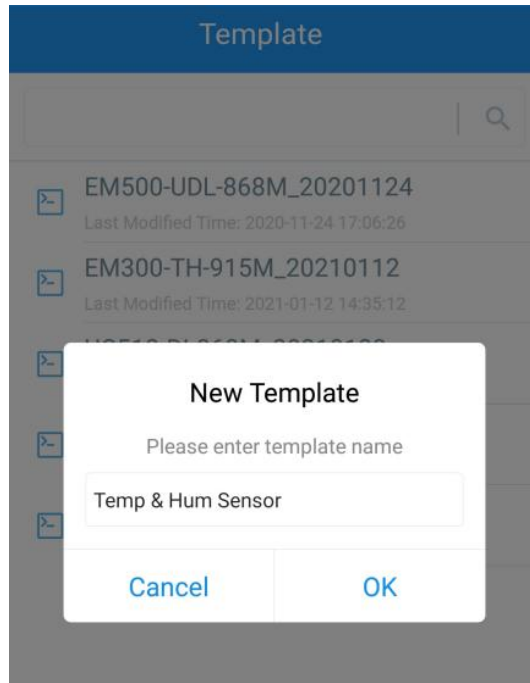 Template
EM500-UDL-868M_20201124
Last Modified Time: 2020-11-24 17:06:26
EM300-TH-915M_20210112
Last Modified Time: 2021-01-12 14:35:12
New Template
Please enter template name
Temp & Hum Sensor
Cancel
OK